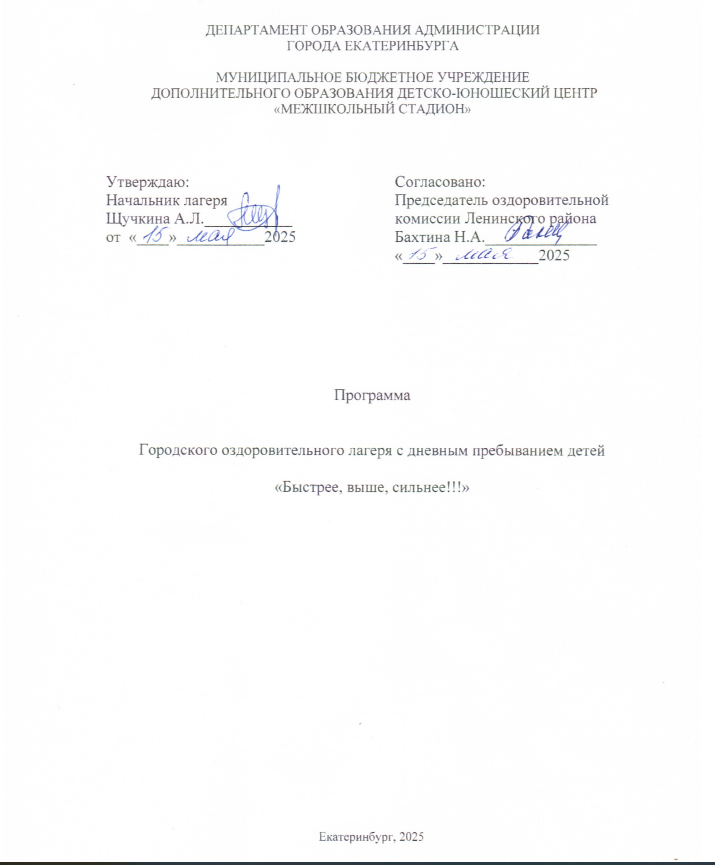 ДЕПАРТАМЕНТ ОБРАЗОВАНИЯ АДМИНИСТРАЦИИ
ГОРОДА ЕКАТЕРИНБУРГА
МУНИЦИПАЛЬНОЕ БЮДЖЕТНОЕ УЧРЕЖДЕНИЕ
ДОПОЛНИТЕЛЬНОГО ОБРАЗОВАНИЯ ДЕТСКО-ЮНОШЕСКИЙ ЦЕНТР
«МЕЖШКОЛЬНЫЙ СТАДИОН»
Утверждаю:
Начальник лагеря
Щучкина А.Л.
от «15» мая 2025
Согласовано:
Председатель оздоровительной
комиссии Ленинского района
Бахтина Н.А.
«15» мая 2025
Программа
Городского оздоровительного лагеря с дневным пребыванием детей
«Быстрее, выше, сильнее!!!»
Екатеринбург, 2025